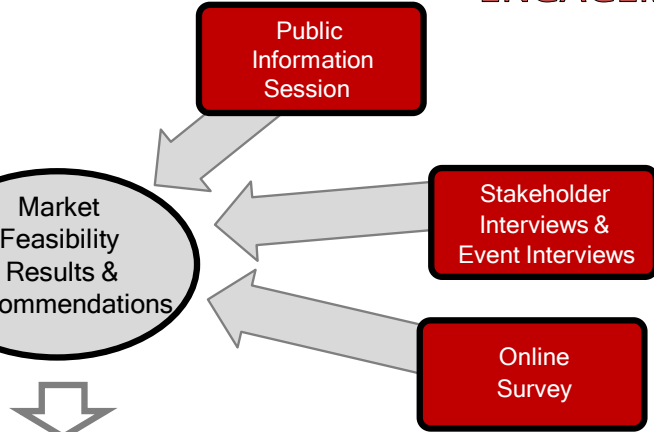 Public
Information
Session
Stakeholder
Interviews &
Event Interviews
Market
Feasibility
Results &
Online
Survey